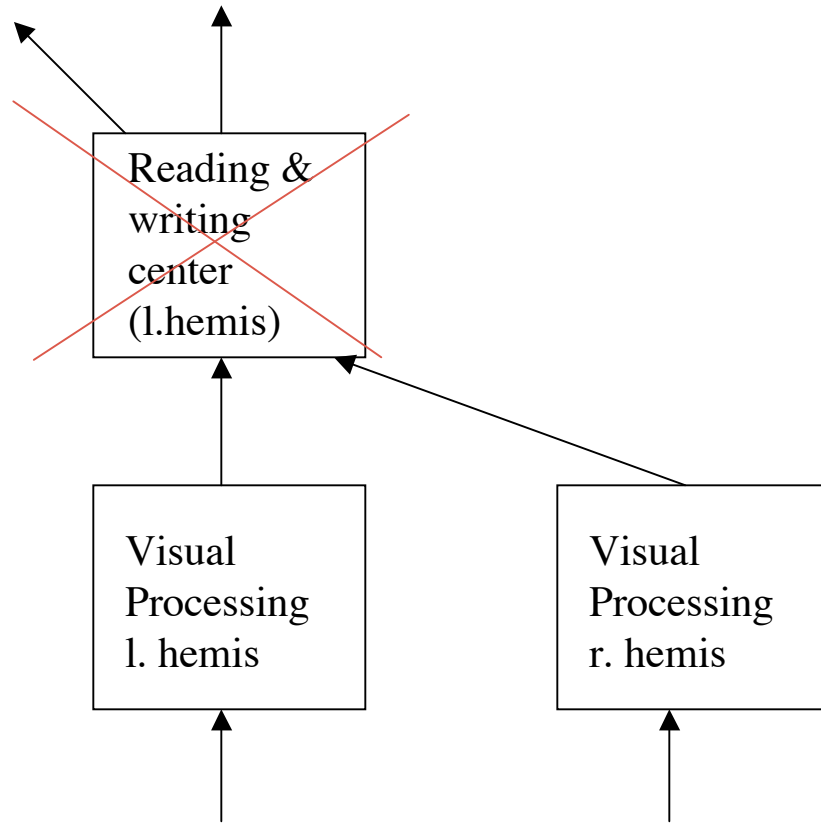 Reading &
writing
center
(l.hemis)
Visual
Processing
l. hemis
Visual
Processing
r. hemis